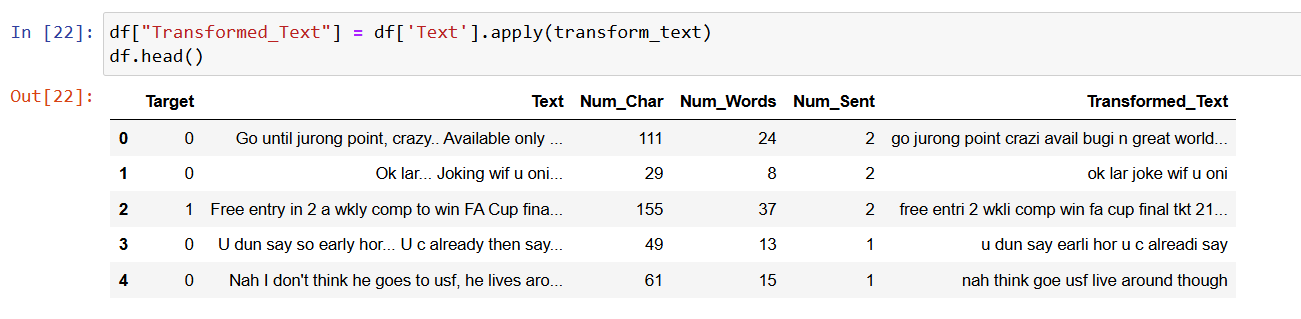 In [22]: df["Transformed_Text"] = df['Text'].apply(transform_text)
df.head()
Out[22]:
Target Text Num_Char Num_Words Num_Sent Transformed_Text
0 0 Go until jurong point, crazy.. Available only ... 111 24 2 go jurong point crazi avail bugi n great world...
1 0 Ok lar... Joking wif u oni... 29 8 2 ok lar joke wif u oni
2 1 Free entry in 2 a wkly comp to win FA Cup fina... 155 37 2 free entri 2 wkli comp win fa cup final tkt 21...
3 0 U dun say so early hor... U c already then say... 49 13 1 u dun say earli hor u c alreadi say
4 0 Nah I don't think he goes to usf, he lives aro... 61 15 1 nah think goe usf live around though